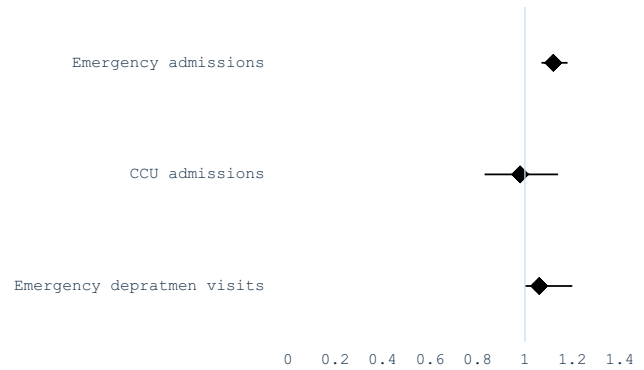 Emergency admissions
CCU admissions
Emergency depratmen visits
0 0.2 0.4 0.6 0.8 1 1.2 1.4